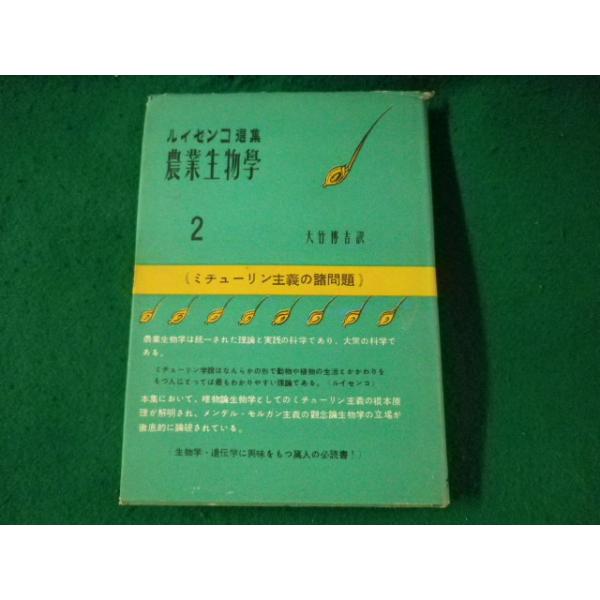 ルイセンコ選集
農業生物學
2
大竹博吉訳
(ミチューリン主義の諸問題)
農業生物学は統一された理論と実践の科学であり、大衆の科学で
ある。
ミチューリン学説はなんらかの形で動物や植物の生活とかかわりを
もつ人にとっては最もわかりやすい理論である。(ルイセンコ)
本集において、唯物論生物学としてのミチューリン主義の根本原
理が解明され、メンデル・モルガン主義の観念論生物学の立場が
徹底的に論破されている。
(生物学・遺伝学に興味をもつ万人の必読書!)